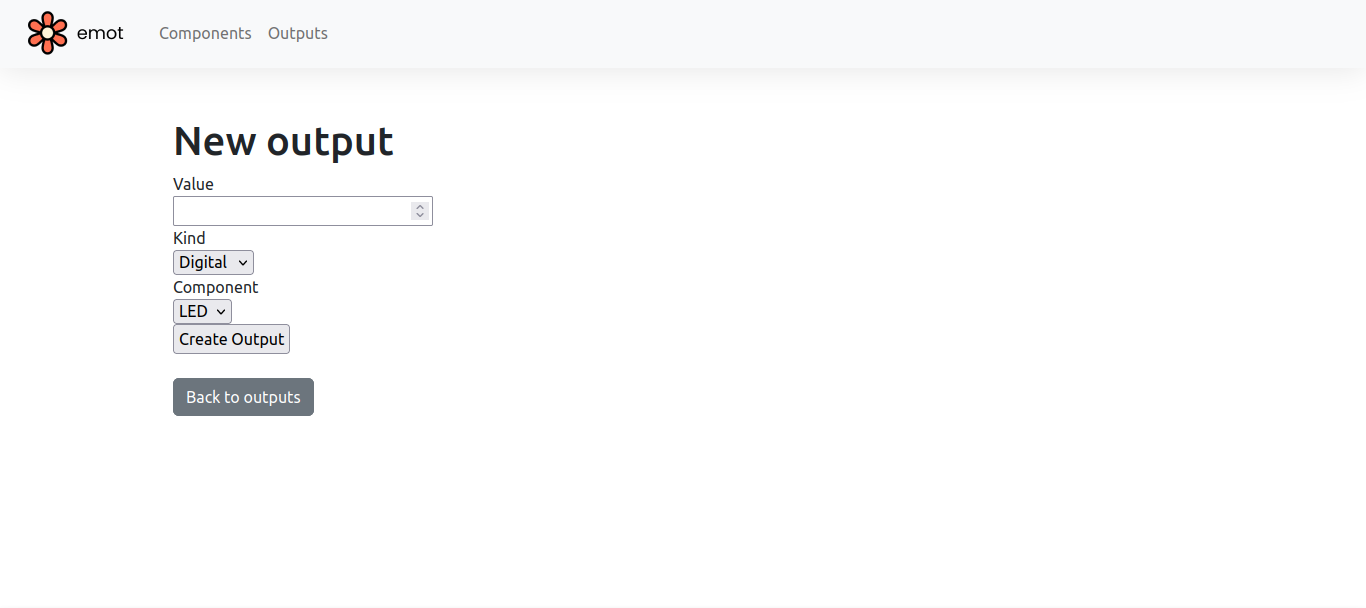 emot Components Outputs
New output
Value
Kind
Digital
Component
LED
Create Output
Back to outputs